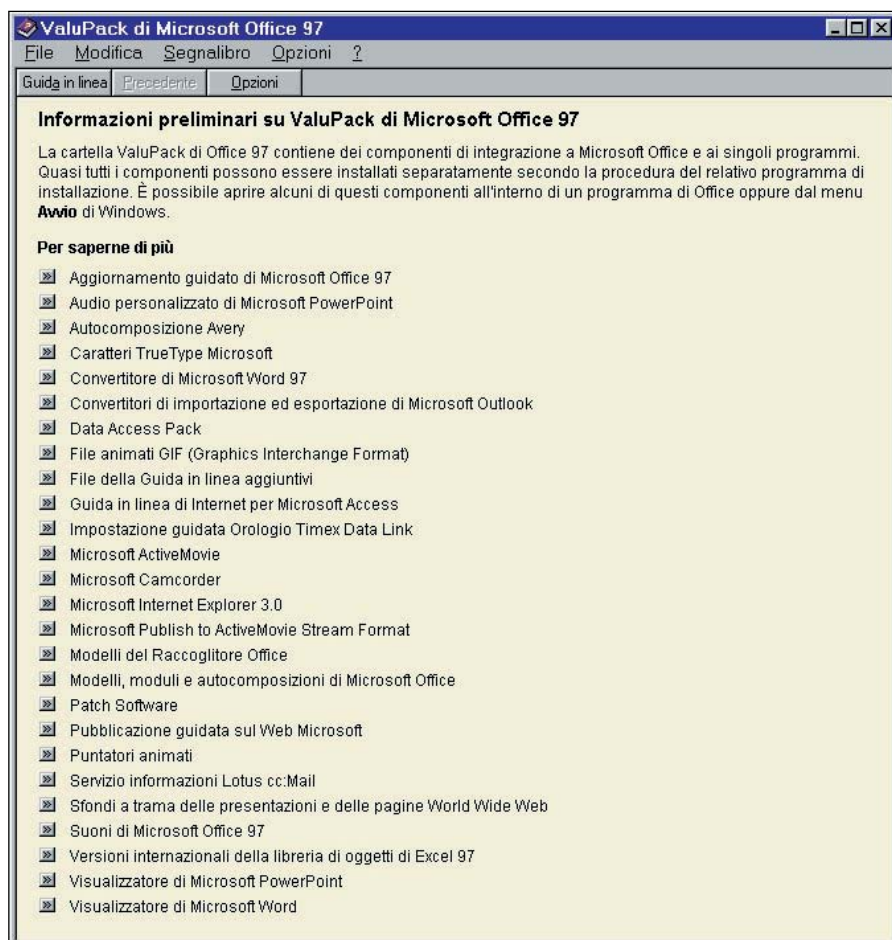 ValuPack di Microsoft Office 97
File Modifica Segnalibro Opzioni ?
Guida in linea Precedente Opzioni
Informazioni preliminari su ValuPack di Microsoft Office 97
La cartella ValuPack di Office 97 contiene dei componenti di integrazione a Microsoft Office e ai singoli programmi.
Quasi tutti i componenti possono essere installati separatamente secondo la procedura del relativo programma di
installazione. È possibile aprire alcuni di questi componenti all'interno di un programma di Office oppure dal menu
Avvio di Windows.
Per saperne di più
Aggiornamento guidato di Microsoft Office 97
Audio personalizzato di Microsoft PowerPoint
Autocomposizione Avery
Caratteri TrueType Microsoft
Convertitore di Microsoft Word 97
Convertitori di importazione ed esportazione di Microsoft Outlook
Data Access Pack
File animati GIF (Graphics Interchange Format)
File della Guida in linea aggiuntivi
Guida in linea di Internet per Microsoft Access
Impostazione guidata Orologio Timex Data Link
Microsoft ActiveMovie
Microsoft Camcorder
Microsoft Internet Explorer 3.0
Microsoft Publish to ActiveMovie Stream Format
Modelli del Raccoglitore Office
Modelli, moduli e autocomposizioni di Microsoft Office
Patch Software
Pubblicazione guidata sul Web Microsoft
Puntatori animati
Servizio informazioni Lotus cc:Mail
Sfondi a trama delle presentazioni e delle pagine World Wide Web
Suoni di Microsoft Office 97
Versioni internazionali della libreria di oggetti di Excel 97
Visualizzatore di Microsoft PowerPoint
Visualizzatore di Microsoft Word